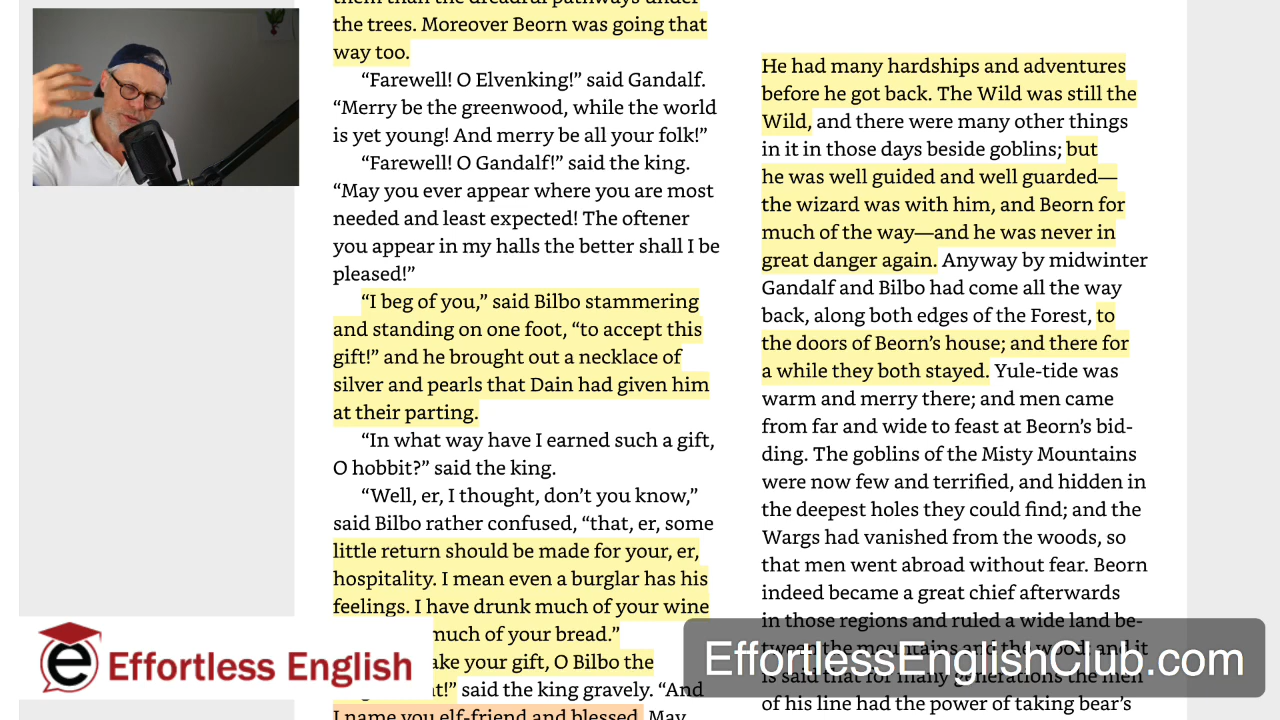 them than the dreadful pathways under
the trees. Moreover Beorn was going that
way too.
“Farewell! O Elvenking!” said Gandalf.
“Merry be the greenwood, while the world
is yet young! And merry be all your folk!”
“Farewell! O Gandalf!” said the king.
“May you ever appear where you are most
needed and least expected! The oftener
you appear in my halls the better shall I be
pleased!”
“I beg of you,” said Bilbo stammering
and standing on one foot, “to accept this
gift!” and he brought out a necklace of
silver and pearls that Dain had given him
at their parting.
“In what way have I earned such a gift,
O hobbit?” said the king.
“Well, er, I thought, don’t you know,”
said Bilbo rather confused, “that, er, some
little return should be made for your, er,
hospitality. I mean even a burglar has his
feelings. I have drunk much of your wine
much of your bread.”
your gift, O Bilbo the
said the king gravely. “And
I name you elf-friend and blessed. May
He had many hardships and adventures
before he got back. The Wild was still the
Wild, and there were many other things
in it in those days beside goblins; but
he was well guided and well guarded—
the wizard was with him, and Beorn for
much of the way—and he was never in
great danger again. Anyway by midwinter
Gandalf and Bilbo had come all the way
back, along both edges of the Forest, to
the doors of Beorn’s house; and there for
a while they both stayed. Yule-tide was
warm and merry there; and men came
from far and wide to feast at Beorn’s bid-
ding. The goblins of the Misty Mountains
were now few and terrified, and hidden in
the deepest holes they could find; and the
Wargs had vanished from the woods, so
that men went abroad without fear. Beorn
indeed became a great chief afterwards
in those regions and ruled a wide land be-
tween the mountains and the wood; and it
is said that for many generations the men
of his line had the power of taking bear’s
e Effortless English
EffortlessEnglishClub.com